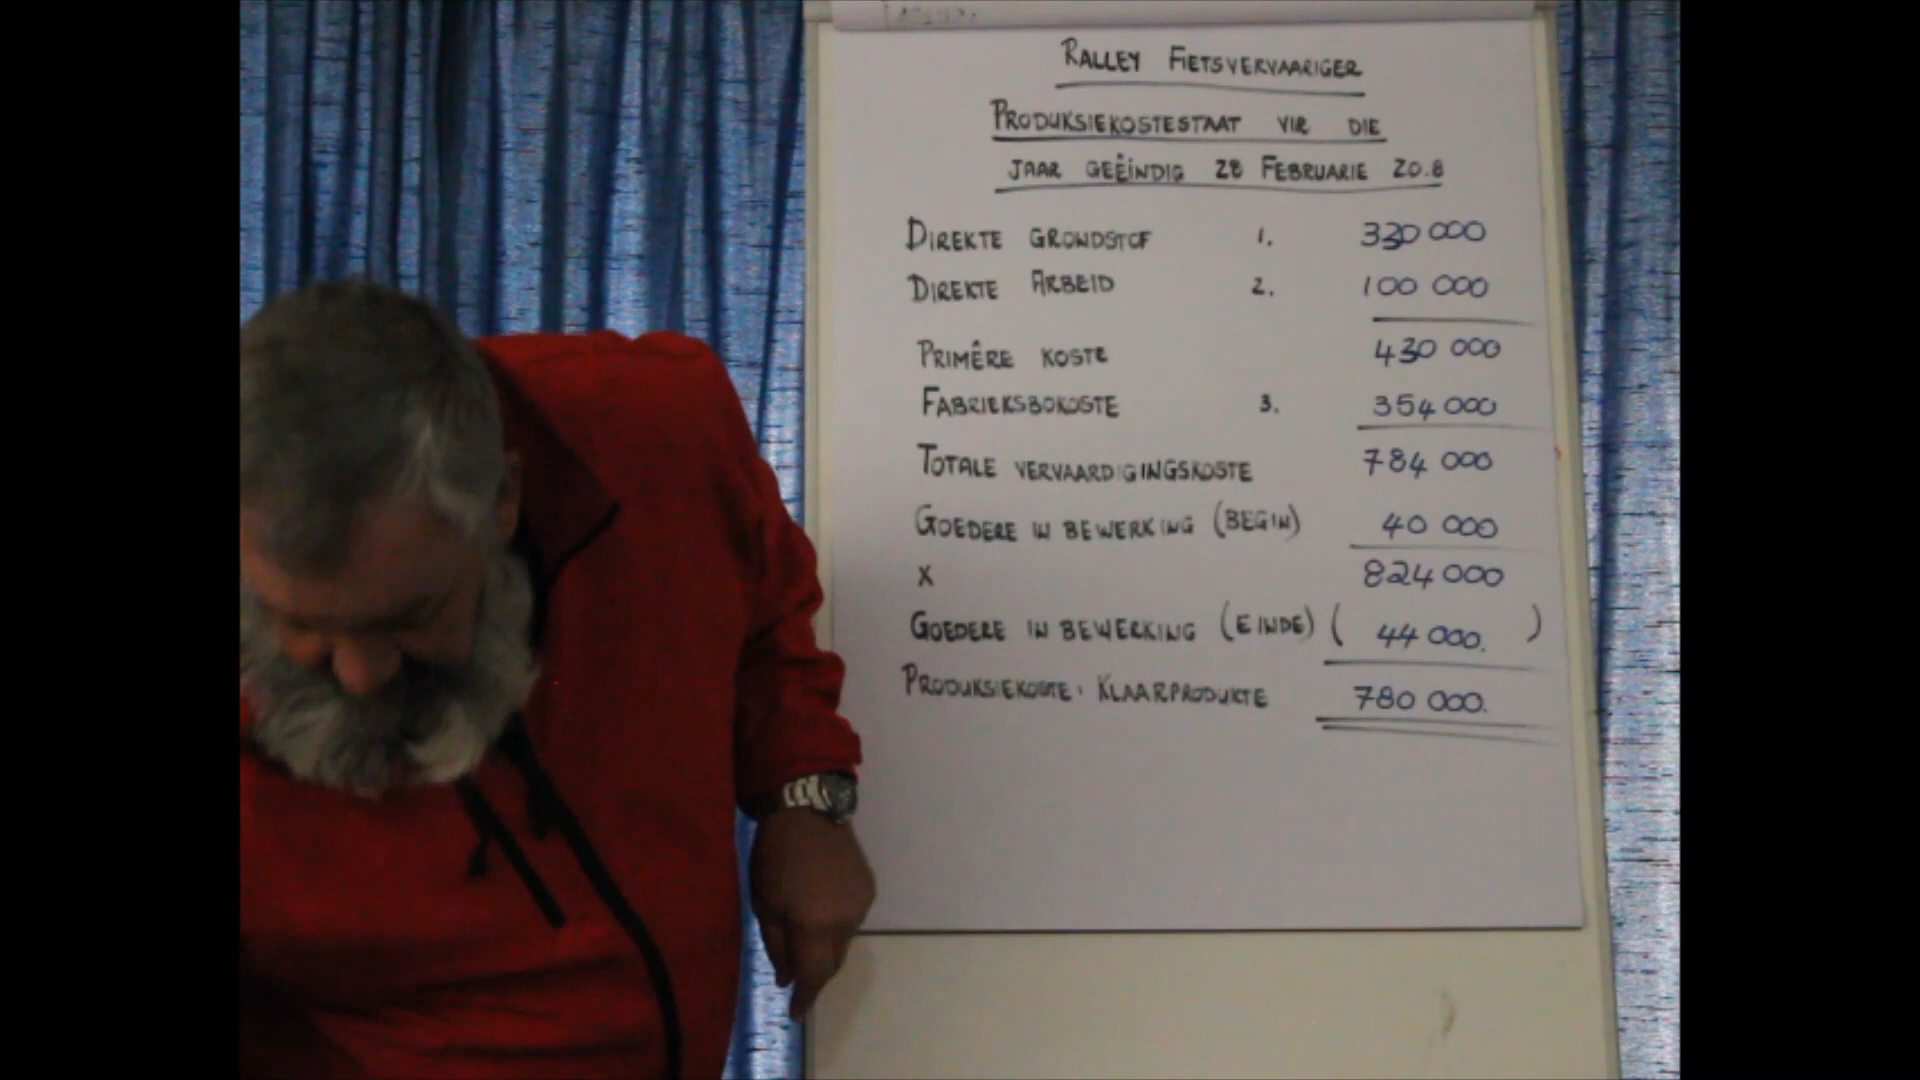 RALLEY FIETSVERVAARIGER
PRODUKSIEKOSTESTAAT VIR DIE
JAAR GEËINDIG 28 FEBRUARIE 20.8
DIREKTE GRONDSTOF 1. 330 000
DIREKTE ARBEID 2. 100 000
PRIMÊRE KOSTE 430 000
FABRIEKSBOKOSTE 3. 354 000
TOTALE VERVAARDIGINGSKOSTE 784 000
GOEDERE IN BEWERKING (BEGIN) 40 000
X 824 000
GOEDERE IN BEWERKING (EINDE) ( 44 000. )
PRODUKSIEKOSTE: KLAARPRODUKTE 780 000.